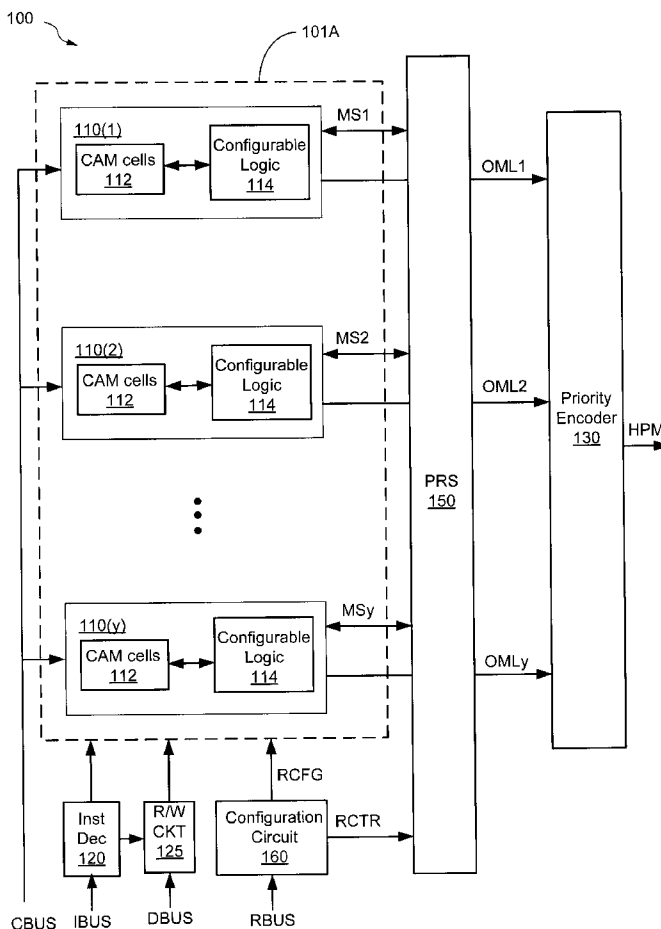 100
101A
110(1)
CAM cells
112
Configurable
Logic
114
MS1
OML1
110(2)
CAM cells
112
Configurable
Logic
114
MS2
OML2
Priority
Encoder
130
HPM
PRS
150
110(y)
CAM cells
112
Configurable
Logic
114
MSy
OMLy
RCFG
Inst
Dec
120
R/W
CKT
125
Configuration
Circuit
160
RCTR
CBUS
IBUS
DBUS
RBUS